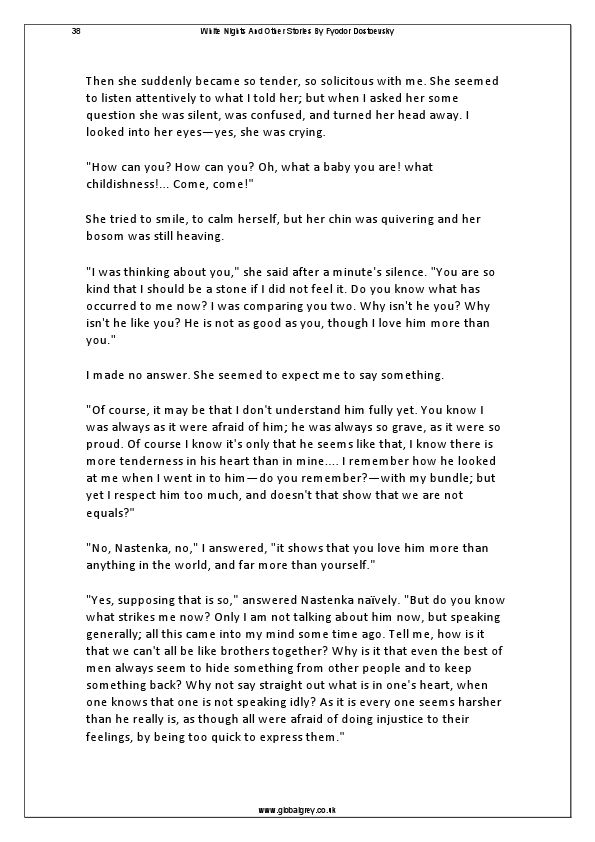 38 White Nights And Other Stories By Fyodor Dostoevsky
Then she suddenly became so tender, so solicitous with me. She seemed
to listen attentively to what I told her; but when I asked her some
question she was silent, was confused, and turned her head away. I
looked into her eyes—yes, she was crying.
"How can you? How can you? Oh, what a baby you are! what
childishness!... Come, come!"
She tried to smile, to calm herself, but her chin was quivering and her
bosom was still heaving.
"I was thinking about you," she said after a minute's silence. "You are so
kind that I should be a stone if I did not feel it. Do you know what has
occurred to me now? I was comparing you two. Why isn't he you? Why
isn't he like you? He is not as good as you, though I love him more than
you."
I made no answer. She seemed to expect me to say something.
"Of course, it may be that I don't understand him fully yet. You know I
was always as it were afraid of him; he was always so grave, as it were so
proud. Of course I know it's only that he seems like that, I know there is
more tenderness in his heart than in mine.... I remember how he looked
at me when I went in to him—do you remember?—with my bundle; but
yet I respect him too much, and doesn't that show that we are not
equals?"
"No, Nastenka, no," I answered, "it shows that you love him more than
anything in the world, and far more than yourself."
"Yes, supposing that is so," answered Nastenka naïvely. "But do you know
what strikes me now? Only I am not talking about him now, but speaking
generally; all this came into my mind some time ago. Tell me, how is it
that we can't all be like brothers together? Why is it that even the best of
men always seem to hide something from other people and to keep
something back? Why not say straight out what is in one's heart, when
one knows that one is not speaking idly? As it is every one seems harsher
than he really is, as though all were afraid of doing injustice to their
feelings, by being too quick to express them."
www.globalgrey.co.uk